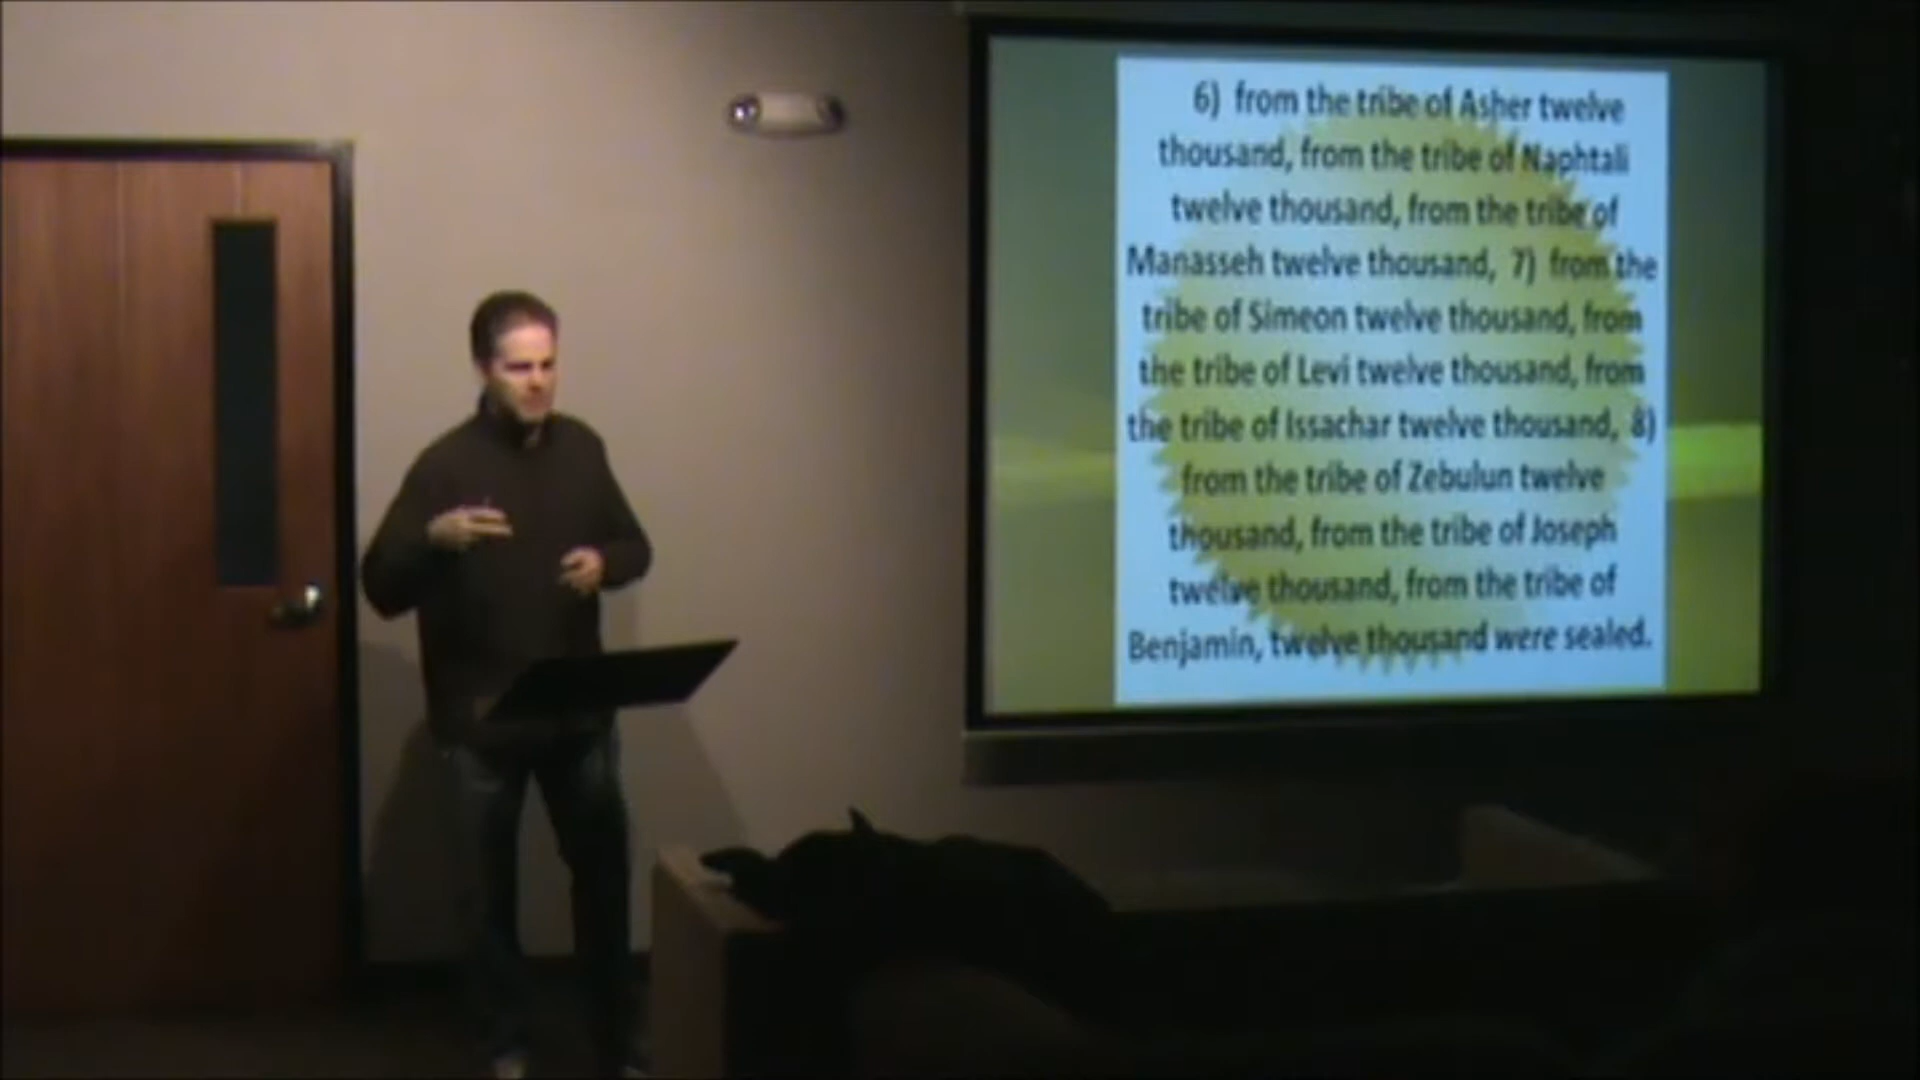 6) from the tribe of Asher twelve
thousand, from the tribe of Naphtali
twelve thousand, from the tribe of
Manasseh twelve thousand, 7) from the
tribe of Simeon twelve thousand, from
the tribe of Levi twelve thousand, from
the tribe of Issachar twelve thousand, 8)
from the tribe of Zebulun twelve
thousand, from the tribe of Joseph
twelve thousand, from the tribe of
Benjamin, twelve thousand were sealed.